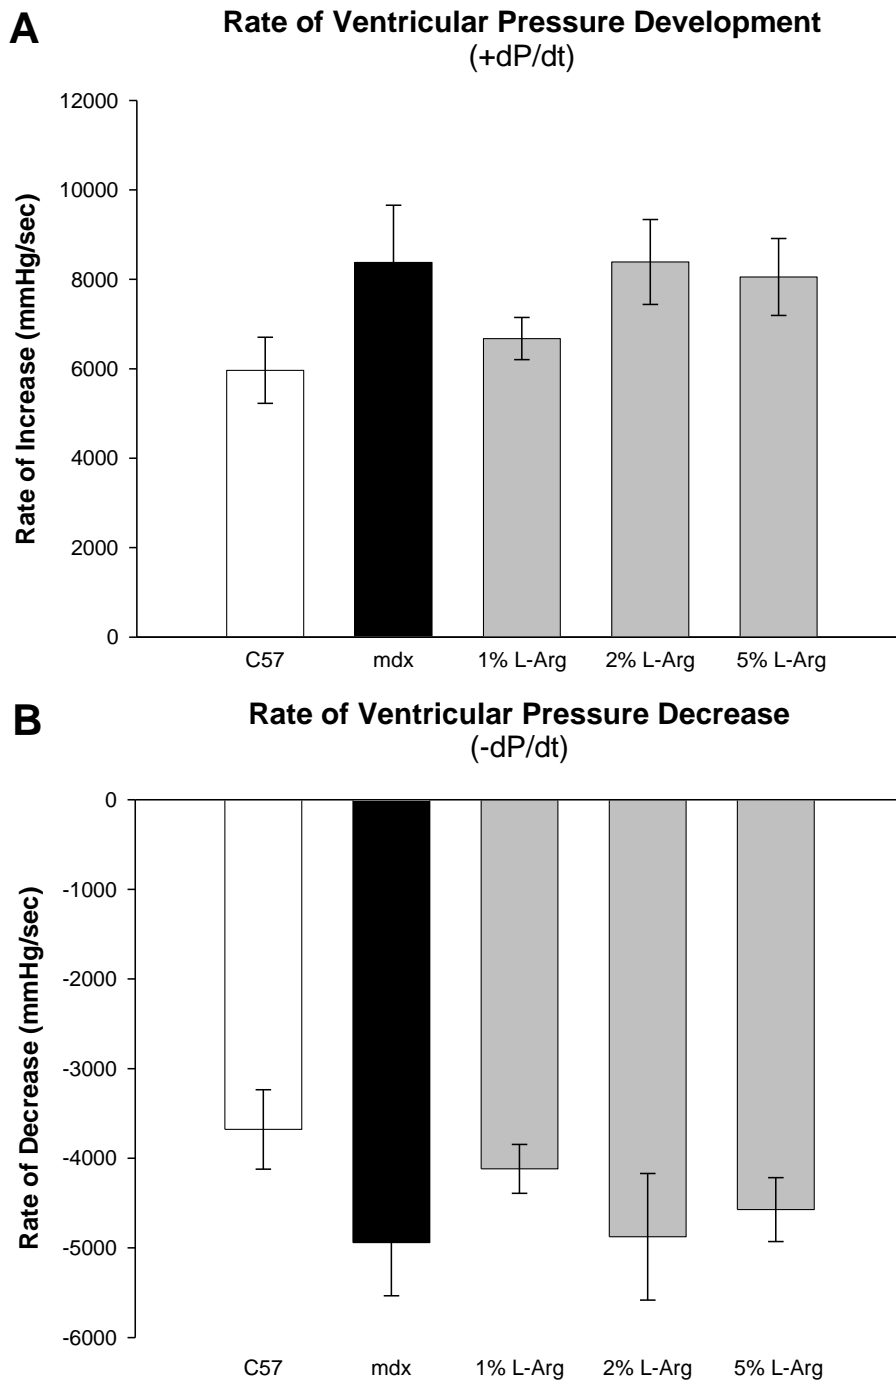 A
Rate of Ventricular Pressure Development
(+dP/dt)
Rate of Increase (mmHg/sec)
12000
10000
8000
6000
4000
2000
0
C57 mdx 1% L-Arg 2% L-Arg 5% L-Arg
B
Rate of Ventricular Pressure Decrease
(-dP/dt)
Rate of Decrease (mmHg/sec)
0
-1000
-2000
-3000
-4000
-5000
-6000
C57 mdx 1% L-Arg 2% L-Arg 5% L-Arg